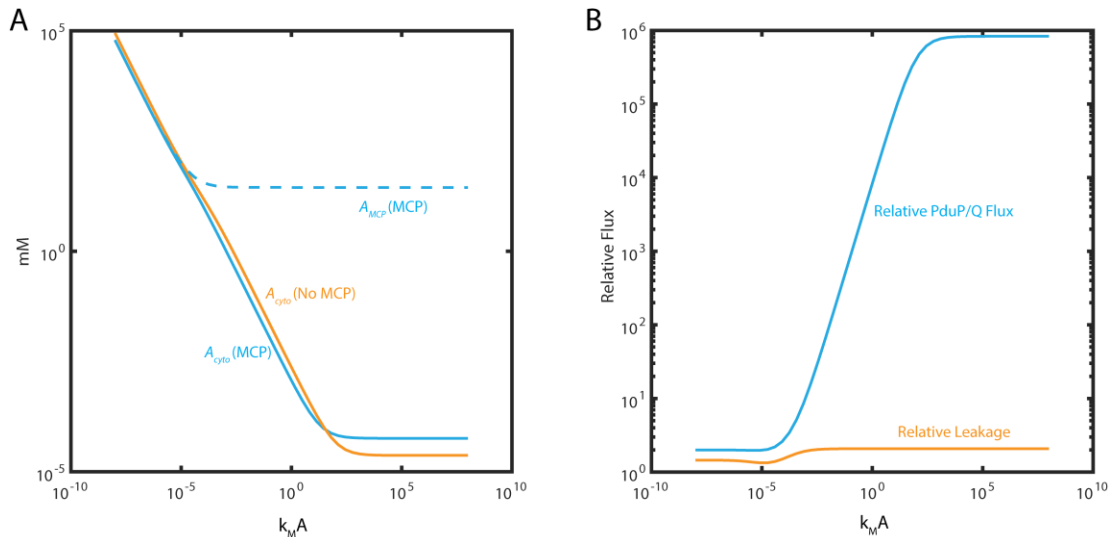 A
10^5
10^0
10^-5
mM
10^-10
10^-5
10^0
10^5
10^10
k_MA
A_MCP (MCP)
A_cyto (No MCP)
A_cyto (MCP)
B
10^6
10^5
10^4
10^3
10^2
10^1
10^0
Relative Flux
10^-10
10^-5
10^0
10^5
10^10
k_MA
Relative PduP/Q Flux
Relative Leakage